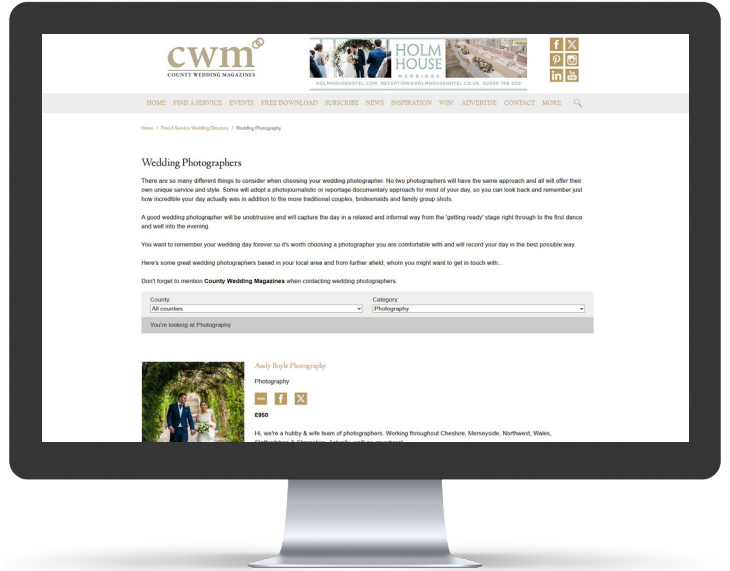 cwm
COUNTY WEDDING MAGAZINES
HOLM
HOUSE
WEDDINGS
HOLMHOUSEHOTEL.COM RECEPTION@HOLMHOUSEHOTEL.CO.UK 02920 706 029
HOME FIND A SERVICE EVENTS FREE DOWNLOAD SUBSCRIBE NEWS INSPIRATION WIN! ADVERTISE CONTACT MORE
Home / Find A Service Wedding Directory / Wedding Photography
Wedding Photographers
There are so many different things to consider when choosing your wedding photographer. No two photographers will have the same approach and all will offer their
own unique service and style. Some will adopt a photojournalistic or reportage documentary approach for most of your day, so you can look back and remember just
how incredible your day actually was in addition to the more traditional couples, bridesmaids and family group shots.
A good wedding photographer will be unobtrusive and will capture the day in a relaxed and informal way from the 'getting ready' stage right through to the first dance
and well into the evening.
You want to remember your wedding day forever so it's worth choosing a photographer you are comfortable with and will record your day in the best possible way.
Here's some great wedding photographers based in your local area and from further afield, whom you might want to get in touch with...
Don't forget to mention County Wedding Magazines when contacting wedding photographers.
County: Category:
All counties Photography
You're looking at Photography
Andy Boyle Photography
Photography
£950
Hi, we're a hubby & wife team of photographers. Working throughout Cheshire, Merseyside, Northwest, Wales,